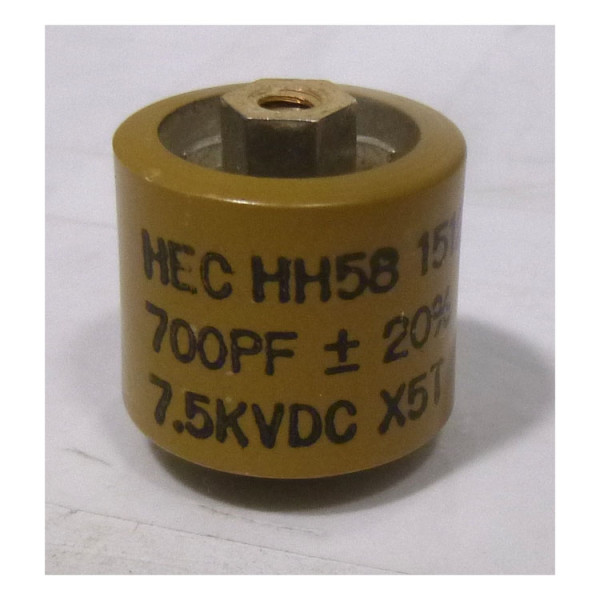 HEC HH58
700PF ± 20%
7.5KVDC X5T